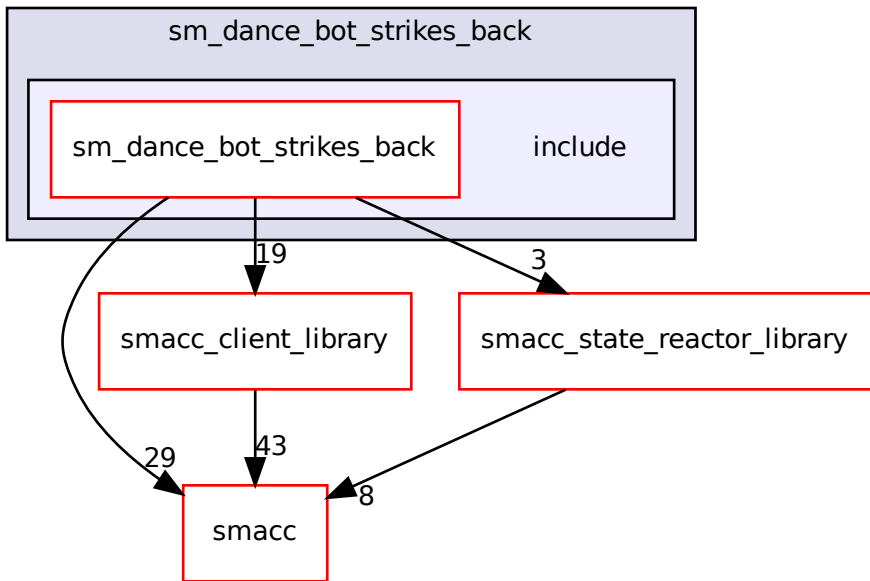 sm_dance_bot_strikes_back
sm_dance_bot_strikes_back
include
19
3
smacc_client_library
smacc_state_reactor_library
29
43
8
smacc